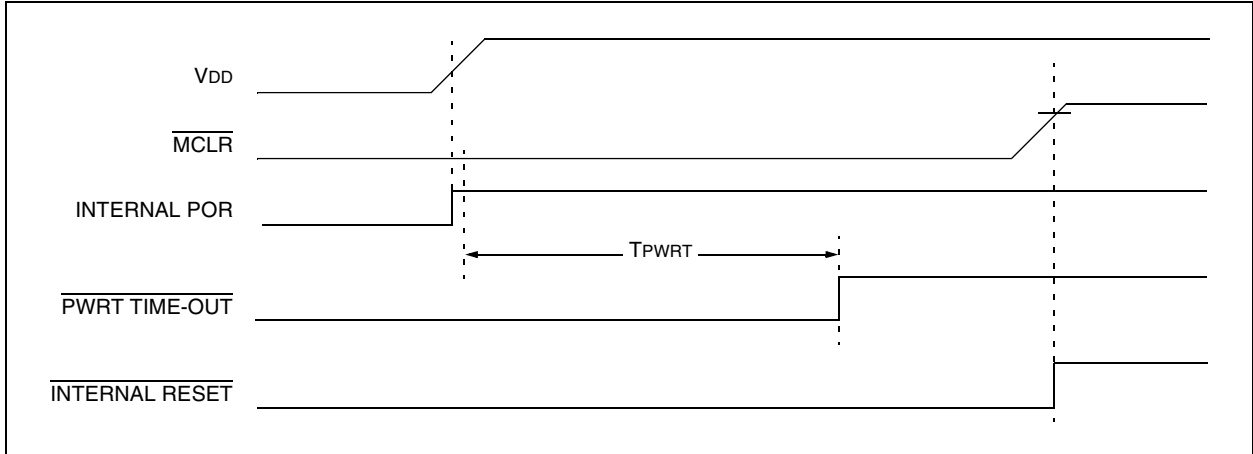 VDD
MCLR
INTERNAL POR
TPWRT
PWRT TIME-OUT
INTERNAL RESET